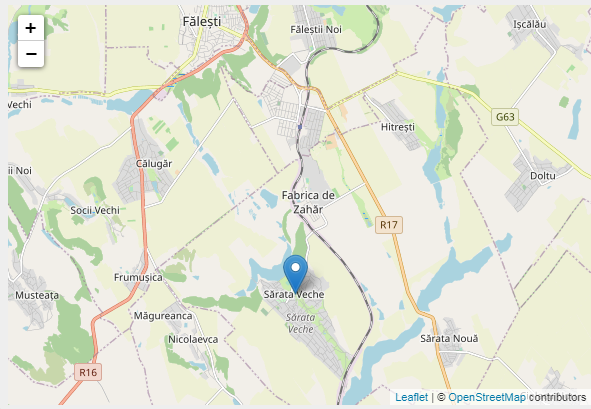 +
−
Fălești
Făleștii Noi
Ișcălău
Vechi
G63
Hitrești
Călugăr
ii Noi
Doltu
Fabrica de
Zahăr
Socii Vechi
R17
Frumușica
Musteața
Sărata Veche
Măgureanca
Sărata
Veche
Nicolaevca
Sărata Nouă
R16
Leaflet | © OpenStreetMap contributors